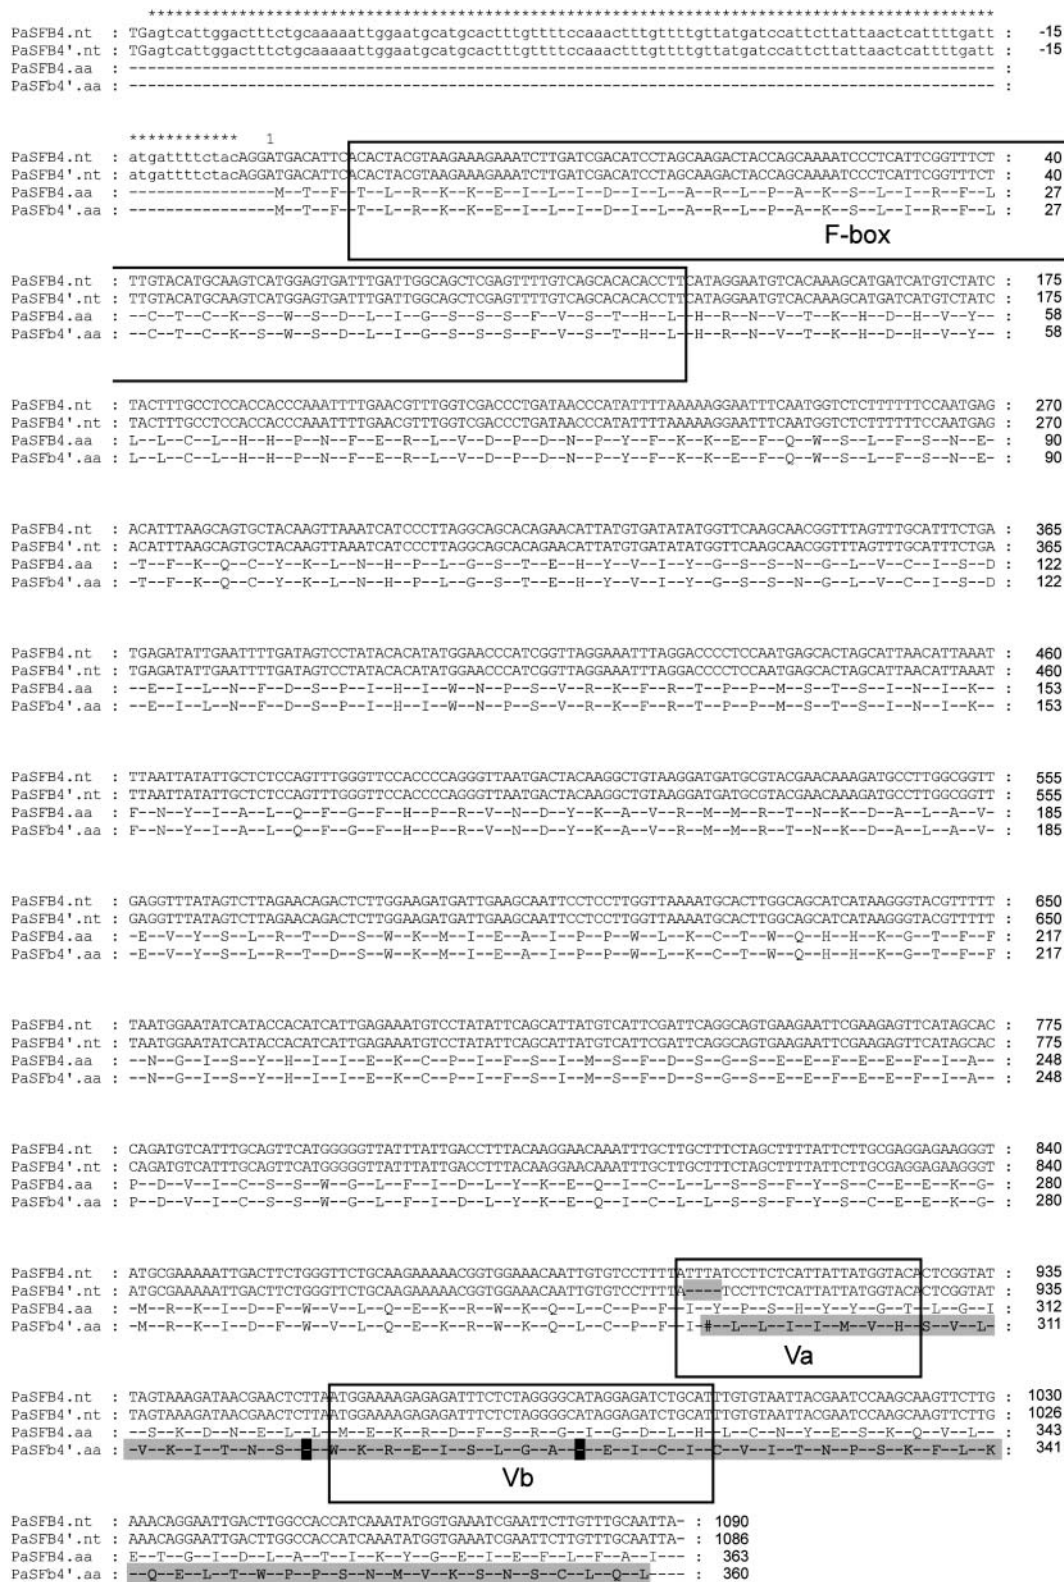 *********************************************************************************************
PaSFB4.nt : TGagtcattggactttctgcaaaaattggaatgcatgcactttgttttccaaactttgttttgttatgatccattcttattaactcattttgatt : -15
PaSFB4'.nt : TGagtcattggactttctgcaaaaattggaatgcatgcactttgttttccaaactttgttttgttatgatccattcttattaactcattttgatt : -15
PaSFB4.aa : ----------------------------------------------------------------------------------------------- :
PaSFb4'.aa : ----------------------------------------------------------------------------------------------- :
************ 1
PaSFB4.nt : atgattttctacAGGATGACATTCACACTACGTAAGAAAGAAATCTTGATCGACATCCTAGCAAGACTACCAGCAAAATCCCTCATTCGGTTTCT 40
PaSFB4'.nt : atgattttctacAGGATGACATTCACACTACGTAAGAAAGAAATCTTGATCGACATCCTAGCAAGACTACCAGCAAAATCCCTCATTCGGTTTCT 40
PaSFB4.aa : ----------------M--T--F--T--L--R--K--K--E--I--L--I--D--I--L--A--R--L--P--A--K--S--L--I--R--F--L 27
PaSFb4'.aa : ----------------M--T--F--T--L--R--K--K--E--I--L--I--D--I--L--A--R--L--P--A--K--S--L--I--R--F--L 27
F-box
PaSFB4.nt : TTGTACATGCAAGTCATGGAGTGATTTGATTGGCAGCTCGAGTTTTGTCAGCACACACCTTCATAGGAATGTCACAAAGCATGATCATGTCTATC : 175
PaSFB4'.nt : TTGTACATGCAAGTCATGGAGTGATTTGATTGGCAGCTCGAGTTTTGTCAGCACACACCTTCATAGGAATGTCACAAAGCATGATCATGTCTATC : 175
PaSFB4.aa : --C--T--C--K--S--W--S--D--L--I--G--S--S--S--F--V--S--T--H--L--H--R--N--V--T--K--H--D--H--V--Y-- : 58
PaSFb4'.aa : --C--T--C--K--S--W--S--D--L--I--G--S--S--S--F--V--S--T--H--L--H--R--N--V--T--K--H--D--H--V--Y-- : 58
PaSFB4.nt : TACTTTGCCTCCACCACCCAAATTTTGAACGTTTGGTCGACCCTGATAACCCATATTTTAAAAAGGAATTTCAATGGTCTCTTTTTTCCAATGAG : 270
PaSFB4'.nt : TACTTTGCCTCCACCACCCAAATTTTGAACGTTTGGTCGACCCTGATAACCCATATTTTAAAAAGGAATTTCAATGGTCTCTTTTTTCCAATGAG : 270
PaSFB4.aa : L--L--C--L--H--H--P--N--F--E--R--L--V--D--P--D--N--P--Y--F--K--K--E--F--Q--W--S--L--F--S--N--E- : 90
PaSFb4'.aa : L--L--C--L--H--H--P--N--F--E--R--L--V--D--P--D--N--P--Y--F--K--K--E--F--Q--W--S--L--F--S--N--E- : 90
PaSFB4.nt : ACATTTAAGCAGTGCTACAAGTTAAATCATCCCTTAGGCAGCACAGAACATTATGTGATATATGGTTCAAGCAACGGTTTAGTTTGCATTTCTGA : 365
PaSFB4'.nt : ACATTTAAGCAGTGCTACAAGTTAAATCATCCCTTAGGCAGCACAGAACATTATGTGATATATGGTTCAAGCAACGGTTTAGTTTGCATTTCTGA : 365
PaSFB4.aa : -T--F--K--Q--C--Y--K--L--N--H--P--L--G--S--T--E--H--Y--V--I--Y--G--S--S--N--G--L--V--C--I--S--D : 122
PaSFb4'.aa : -T--F--K--Q--C--Y--K--L--N--H--P--L--G--S--T--E--H--Y--V--I--Y--G--S--S--N--G--L--V--C--I--S--D : 122
PaSFB4.nt : TGAGATATTGAATTTTGATAGTCCTATACACATATGGAACCCATCGGTTAGGAAATTTAGGACCCCTCCAATGAGCACTAGCATTAACATTAAAT : 460
PaSFB4'.nt : TGAGATATTGAATTTTGATAGTCCTATACACATATGGAACCCATCGGTTAGGAAATTTAGGACCCCTCCAATGAGCACTAGCATTAACATTAAAT : 460
PaSFB4.aa : --E--I--L--N--F--D--S--P--I--H--I--W--N--P--S--V--R--K--F--R--T--P--P--M--S--T--S--I--N--I--K-- : 153
PaSFb4'.aa : --E--I--L--N--F--D--S--P--I--H--I--W--N--P--S--V--R--K--F--R--T--P--P--M--S--T--S--I--N--I--K-- : 153
PaSFB4.nt : TTAATTATATTGCTCTCCAGTTTGGGTTCCACCCCAGGGTTAATGACTACAAGGCTGTAAGGATGATGCGTACGAACAAAGATGCCTTGGCGGTT : 555
PaSFB4'.nt : TTAATTATATTGCTCTCCAGTTTGGGTTCCACCCCAGGGTTAATGACTACAAGGCTGTAAGGATGATGCGTACGAACAAAGATGCCTTGGCGGTT : 555
PaSFB4.aa : F--N--Y--I--A--L--Q--F--G--F--H--P--R--V--N--D--Y--K--A--V--R--M--M--R--T--N--K--D--A--L--A--V- : 185
PaSFb4'.aa : F--N--Y--I--A--L--Q--F--G--F--H--P--R--V--N--D--Y--K--A--V--R--M--M--R--T--N--K--D--A--L--A--V- : 185
PaSFB4.nt : GAGGTTTATAGTCTTAGAACAGACTCTTGGAAGATGATTGAAGCAATTCCTCCTTGGTTAAAATGCACTTGGCAGCATCATAAGGGTACGTTTTT : 650
PaSFB4'.nt : GAGGTTTATAGTCTTAGAACAGACTCTTGGAAGATGATTGAAGCAATTCCTCCTTGGTTAAAATGCACTTGGCAGCATCATAAGGGTACGTTTTT : 650
PaSFB4.aa : -E--V--Y--S--L--R--T--D--S--W--K--M--I--E--A--I--P--P--W--L--K--C--T--W--Q--H--H--K--G--T--F--F : 217
PaSFb4'.aa : -E--V--Y--S--L--R--T--D--S--W--K--M--I--E--A--I--P--P--W--L--K--C--T--W--Q--H--H--K--G--T--F--F : 217
PaSFB4.nt : TAATGGAATATCATACCACATCATTGAGAAATGTCCTATATTCAGCATTATGTCATTCGATTCAGGCAGTGAAGAATTCGAAGAGTTCATAGCAC : 775
PaSFB4'.nt : TAATGGAATATCATACCACATCATTGAGAAATGTCCTATATTCAGCATTATGTCATTCGATTCAGGCAGTGAAGAATTCGAAGAGTTCATAGCAC : 775
PaSFB4.aa : --N--G--I--S--Y--H--I--I--E--K--C--P--I--F--S--I--M--S--F--D--S--G--S--E--E--F--E--E--F--I--A-- : 248
PaSFb4'.aa : --N--G--I--S--Y--H--I--I--E--K--C--P--I--F--S--I--M--S--F--D--S--G--S--E--E--F--E--E--F--I--A-- : 248
PaSFB4.nt : CAGATGTCATTTGCAGTTCATGGGGGTTATTTATTGACCTTTACAAGGAACAAATTTGCTTGCTTTCTAGCTTTTATTCTTGCGAGGAGAAGGGT : 840
PaSFB4'.nt : CAGATGTCATTTGCAGTTCATGGGGGTTATTTATTGACCTTTACAAGGAACAAATTTGCTTGCTTTCTAGCTTTTATTCTTGCGAGGAGAAGGGT : 840
PaSFB4.aa : P--D--V--I--C--S--S--W--G--L--F--I--D--L--Y--K--E--Q--I--C--L--L--S--S--F--Y--S--C--E--E--K--G- : 280
PaSFb4'.aa : P--D--V--I--C--S--S--W--G--L--F--I--D--L--Y--K--E--Q--I--C--L--L--S--S--F--Y--S--C--E--E--K--G- : 280
PaSFB4.nt : ATGCGAAAAATTGACTTCTGGGTTCTGCAAGAAAAACGGTGGAAACAATTGTGTCCTTTTATTTATCCTTCTCATTATTATGGTACACTCGGTAT : 935
PaSFB4'.nt : ATGCGAAAAATTGACTTCTGGGTTCTGCAAGAAAAACGGTGGAAACAATTGTGTCCTTTTA----TCCTTCTCATTATTATGGTACACTCGGTAT : 935
PaSFB4.aa : -M--R--K--I--D--F--W--V--L--Q--E--K--R--W--K--Q--L--C--P--F--I--Y--P--S--H--Y--Y--G--T--L--G--I : 312
PaSFb4'.aa : -M--R--K--I--D--F--W--V--L--Q--E--K--R--W--K--Q--L--C--P--F--I-#--L--L--I--I--M--V--H--S--V--L- : 311
Va
PaSFB4.nt : TAGTAAAGATAACGAACTCTTAATGGAAAAGAGAGATTTCTCTAGGGGCATAGGAGATCTGCATTTGTGTAATTACGAATCCAAGCAAGTTCTTG : 1030
PaSFB4'.nt : TAGTAAAGATAACGAACTCTTAATGGAAAAGAGAGATTTCTCTAGGGGCATAGGAGATCTGCATTTGTGTAATTACGAATCCAAGCAAGTTCTTG : 1026
PaSFB4.aa : --S--K--D--N--E--L--L--M--E--K--R--D--F--S--R--G--I--G--D--L--H--L--C--N--Y--E--S--K--Q--V--L-- : 343
PaSFb4'.aa : -V--K--I--T--N--S--*--W--K--R--E--I--S--L--G--A--*--E--I--C--I--C--V--I--T--N--P--S--K--F--L--K : 341
Vb
PaSFB4.nt : AAACAGGAATTGACTTGGCCACCATCAAATATGGTGAAATCGAATTCTTGTTTGCAATTA- : 1090
PaSFB4'.nt : AAACAGGAATTGACTTGGCCACCATCAAATATGGTGAAATCGAATTCTTGTTTGCAATTA- : 1086
PaSFB4.aa : E--T--G--I--D--L--A--T--I--K--Y--G--E--I--E--F--L--F--A--I--- : 363
PaSFb4'.aa : --Q--E--L--T--W--P--P--S--N--M--V--K--S--N--S--C--L--Q--L---- : 360